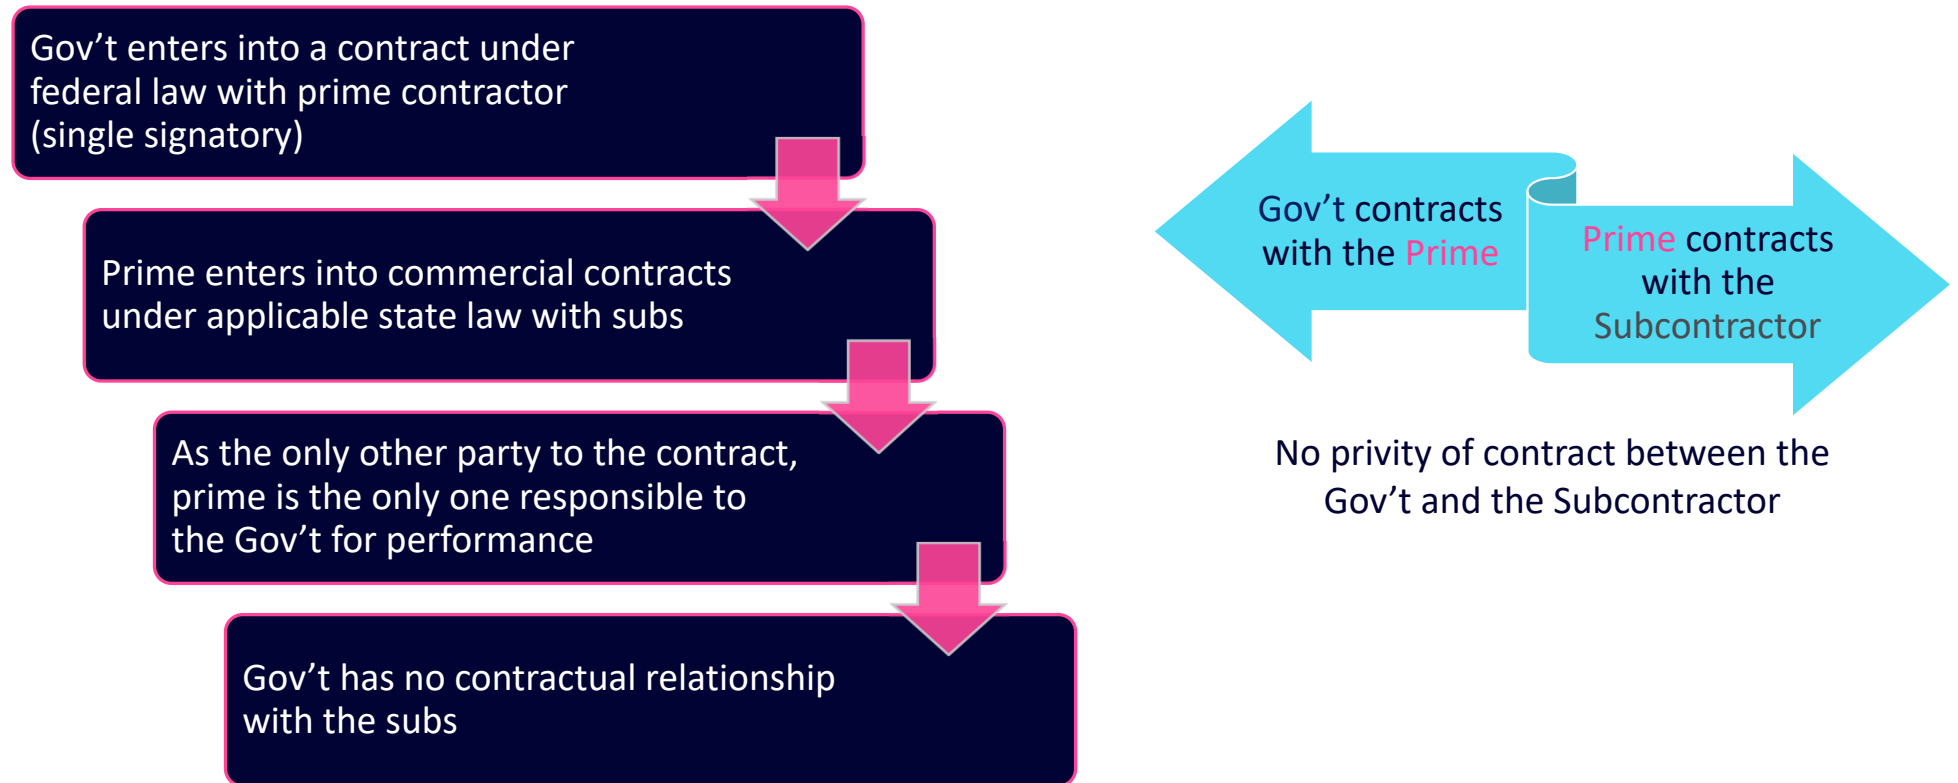 Gov’t enters into a contract under
federal law with prime contractor
(single signatory)
Prime enters into commercial contracts
under applicable state law with subs
As the only other party to the contract,
prime is the only one responsible to
the Gov’t for performance
Gov’t has no contractual relationship
with the subs
Gov’t contracts
with the Prime
Prime contracts
with the
Subcontractor
No privity of contract between the
Gov’t and the Subcontractor